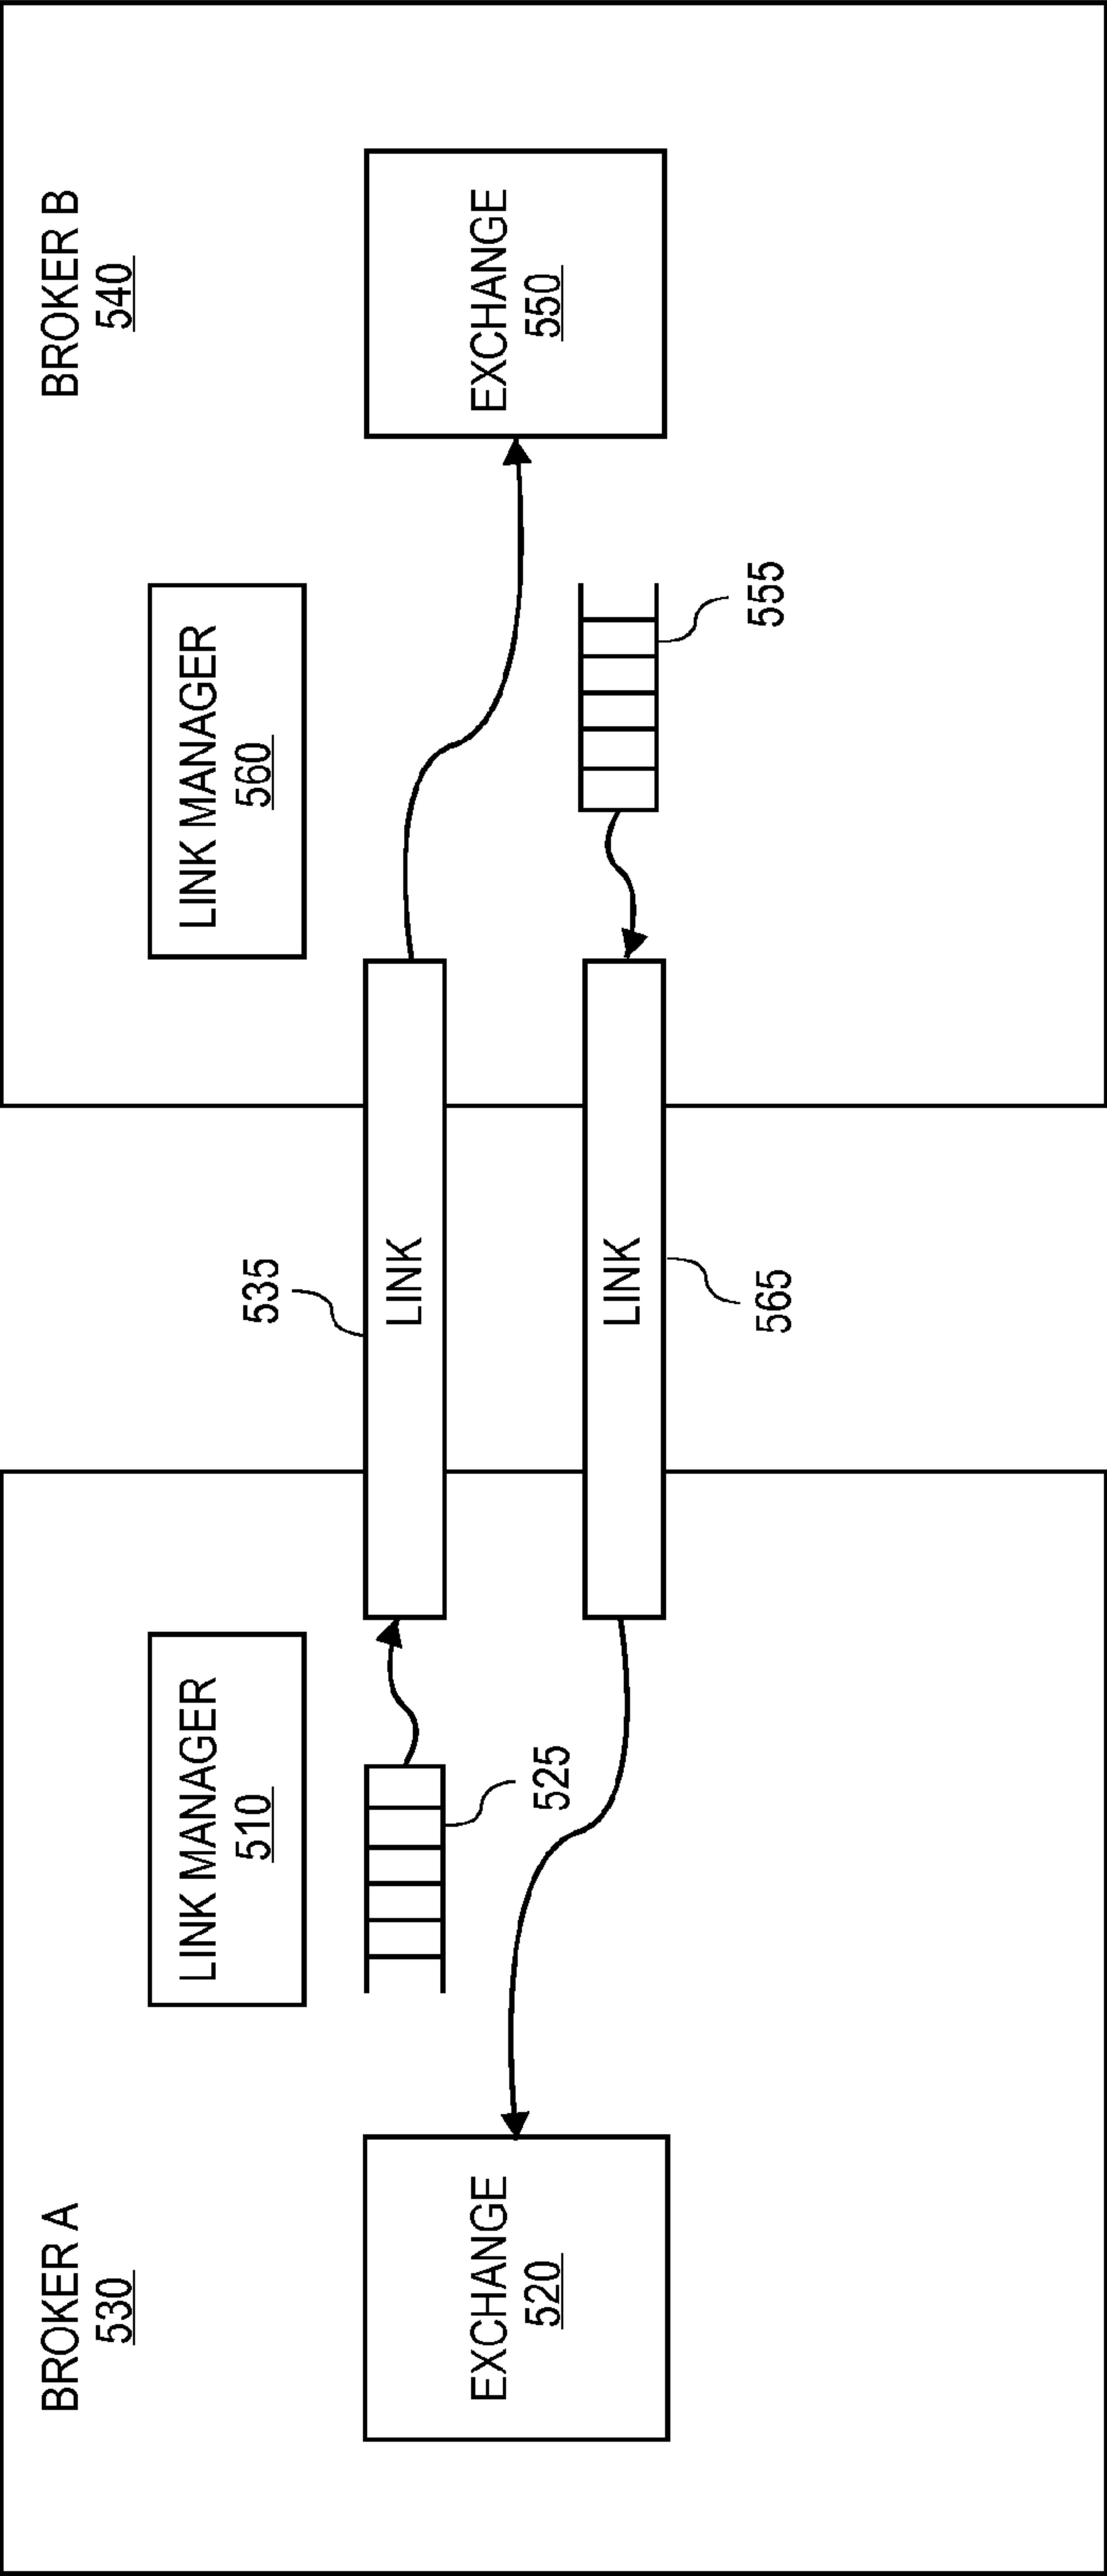 BROKER A
530
LINK MANAGER
510
EXCHANGE
520
525
535
LINK
LINK
565
BROKER B
540
LINK MANAGER
560
EXCHANGE
550
555